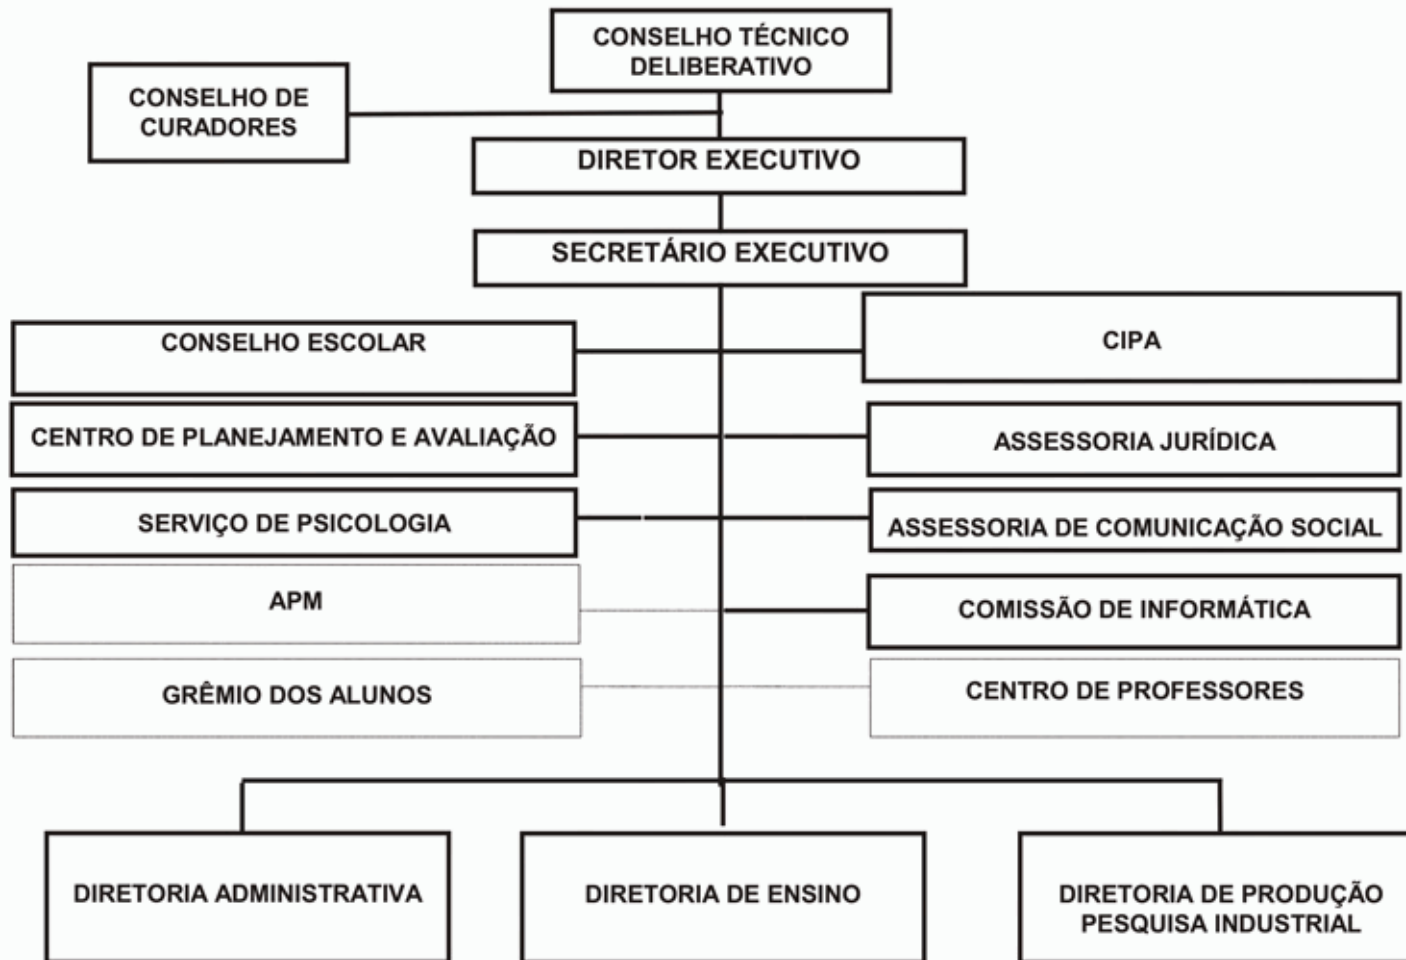 CONSELHO TÉCNICO
DELIBERATIVO
CONSELHO DE
CURADORES
DIRETOR EXECUTIVO
SECRETÁRIO EXECUTIVO
CONSELHO ESCOLAR
CIPA
CENTRO DE PLANEJAMENTO E AVALIAÇÃO
ASSESSORIA JURÍDICA
SERVIÇO DE PSICOLOGIA
ASSESSORIA DE COMUNICAÇÃO SOCIAL
APM
COMISSÃO DE INFORMÁTICA
GRÊMIO DOS ALUNOS
CENTRO DE PROFESSORES
DIRETORIA ADMINISTRATIVA
DIRETORIA DE ENSINO
DIRETORIA DE PRODUÇÃO
PESQUISA INDUSTRIAL